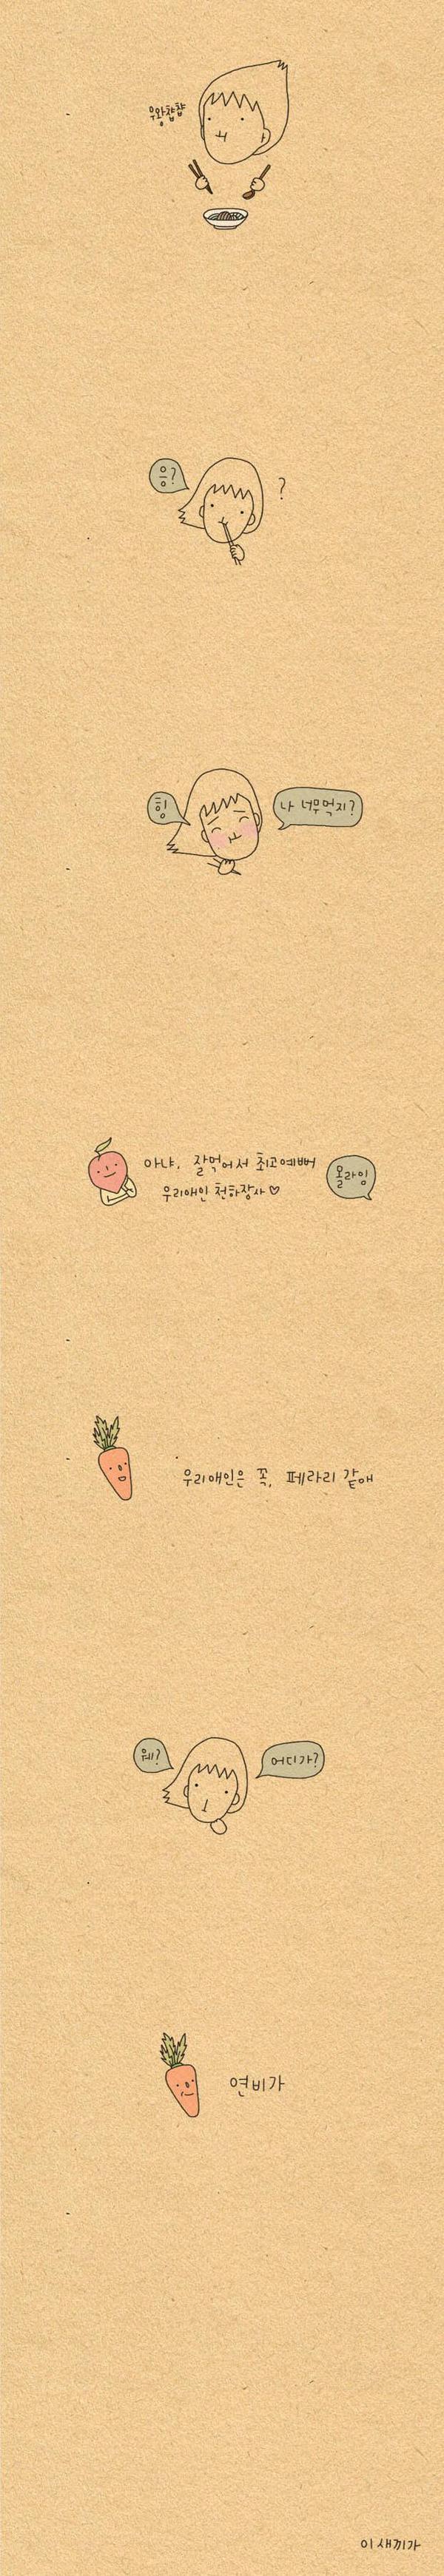 우왕챱챱
응?
?
힝
나 너무먹지?
아냐, 잘먹어서 최고예뻐
우리애인 천하장사♡
몰라잉
우리애인은 꼭, 페라리 같애
웨?
어디가?
연비가
이새끼가